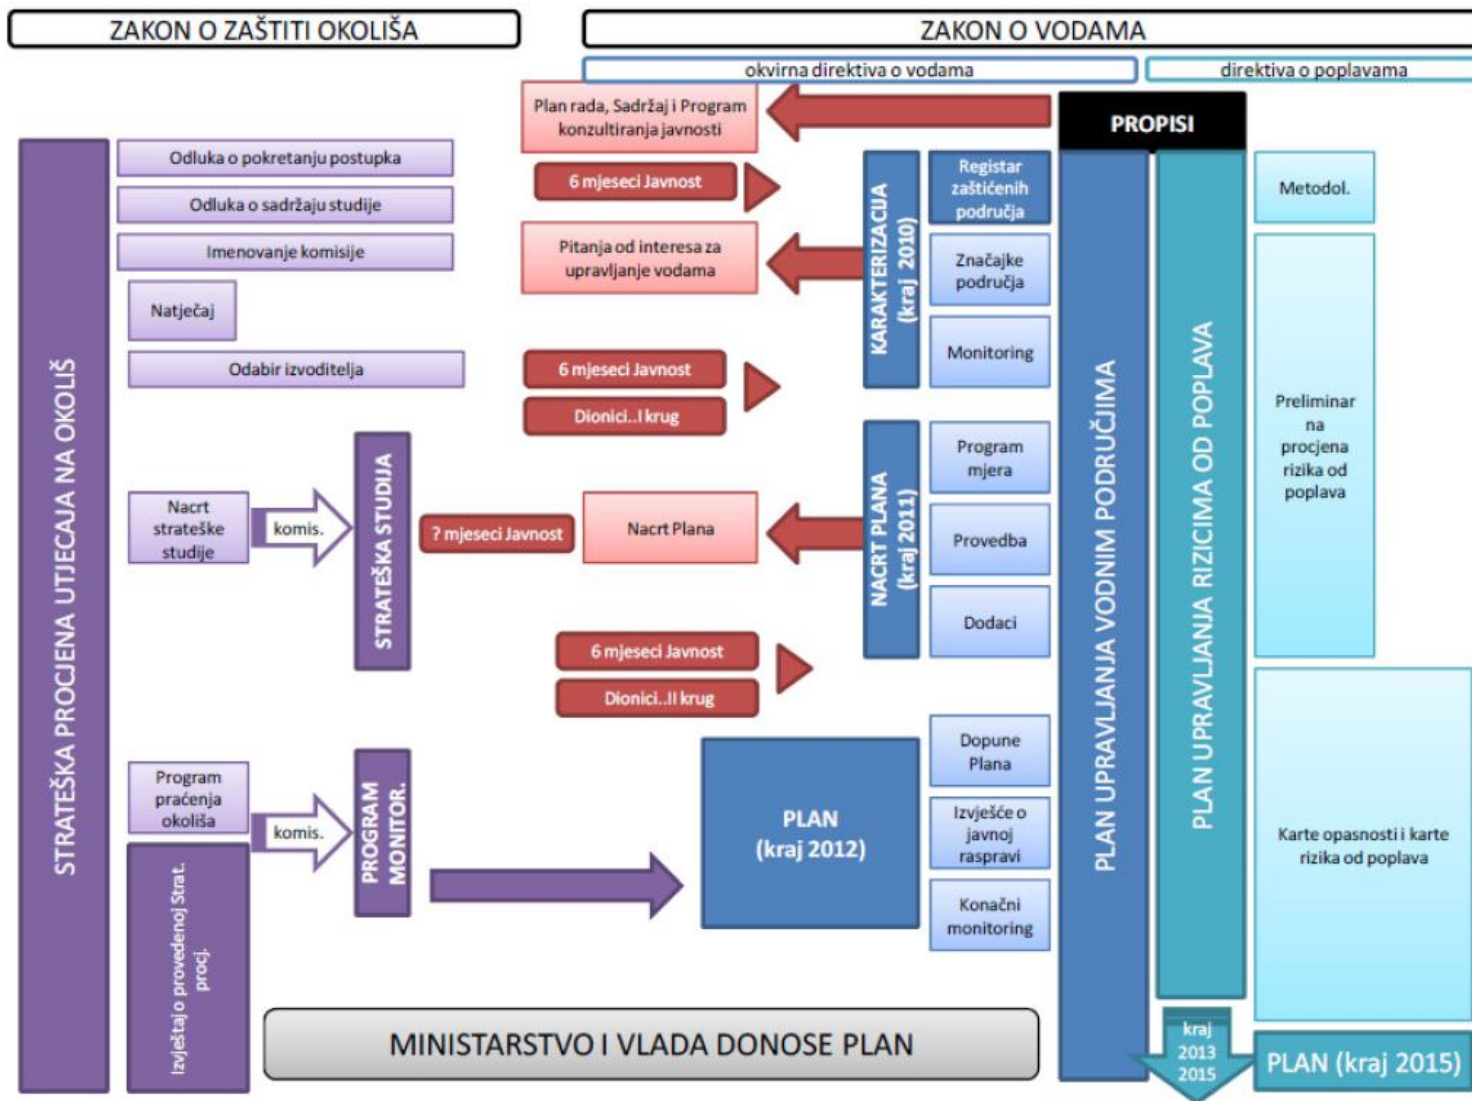 ZAKON O ZAŠTITI OKOLIŠA
ZAKON O VODAMA
okvirna direktiva o vodama
direktiva o poplavama
STRATEŠKA PROCJENA UTJECAJA NA OKOLIŠ
Odluka o pokretanju postupka
Odluka o sadržaju studije
Imenovanje komisije
Natječaj
Odabir izvoditelja
Nacrt
strateške
studije
komis.
STRATEŠKA STUDIJA
Program
praćenja
okoliša
komis.
PROGRAM
MONITOR.
Izvještaj o provedenoj Strat.
procj.
Plan rada, Sadržaj i Program
konzultiranja javnosti
6 mjeseci Javnost
Pitanja od interesa za
upravljanje vodama
6 mjeseci Javnost
Dionici..I krug
? mjeseci Javnost
Nacrt Plana
6 mjeseci Javnost
Dionici..II krug
PLAN
(kraj 2012)
KARAKTERIZACIJA
(kraj 2010)
Registar
zaštićenih
područja
Značajke
područja
Monitoring
NACRT PLANA
(kraj 2011)
Program
mjera
Provedba
Dodaci
Dopune
Plana
Izvješće o
javnoj
raspravi
Konačni
monitoring
PROPISI
PLAN UPRAVLJANJA VODNIM PODRUČJIMA
PLAN UPRAVLJANJA RIZICIMA OD POPLAVA
Metodol.
Preliminar
na
procjena
rizika od
poplava
Karte opasnosti i karte
rizika od poplava
kraj
2013
2015
PLAN (kraj 2015)
MINISTARSTVO I VLADA DONOSE PLAN